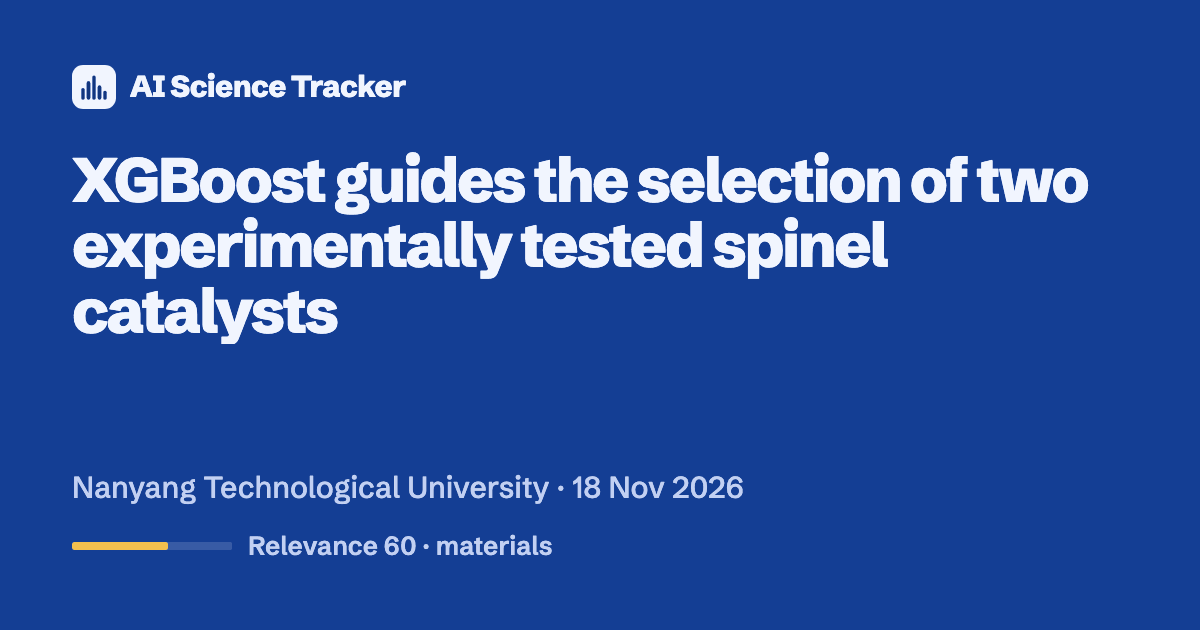 AI Science Tracker
XGBoost guides the selection of two
experimentally tested spinel
catalysts
Nanyang Technological University · 18 Nov 2026
Relevance 60 · materials